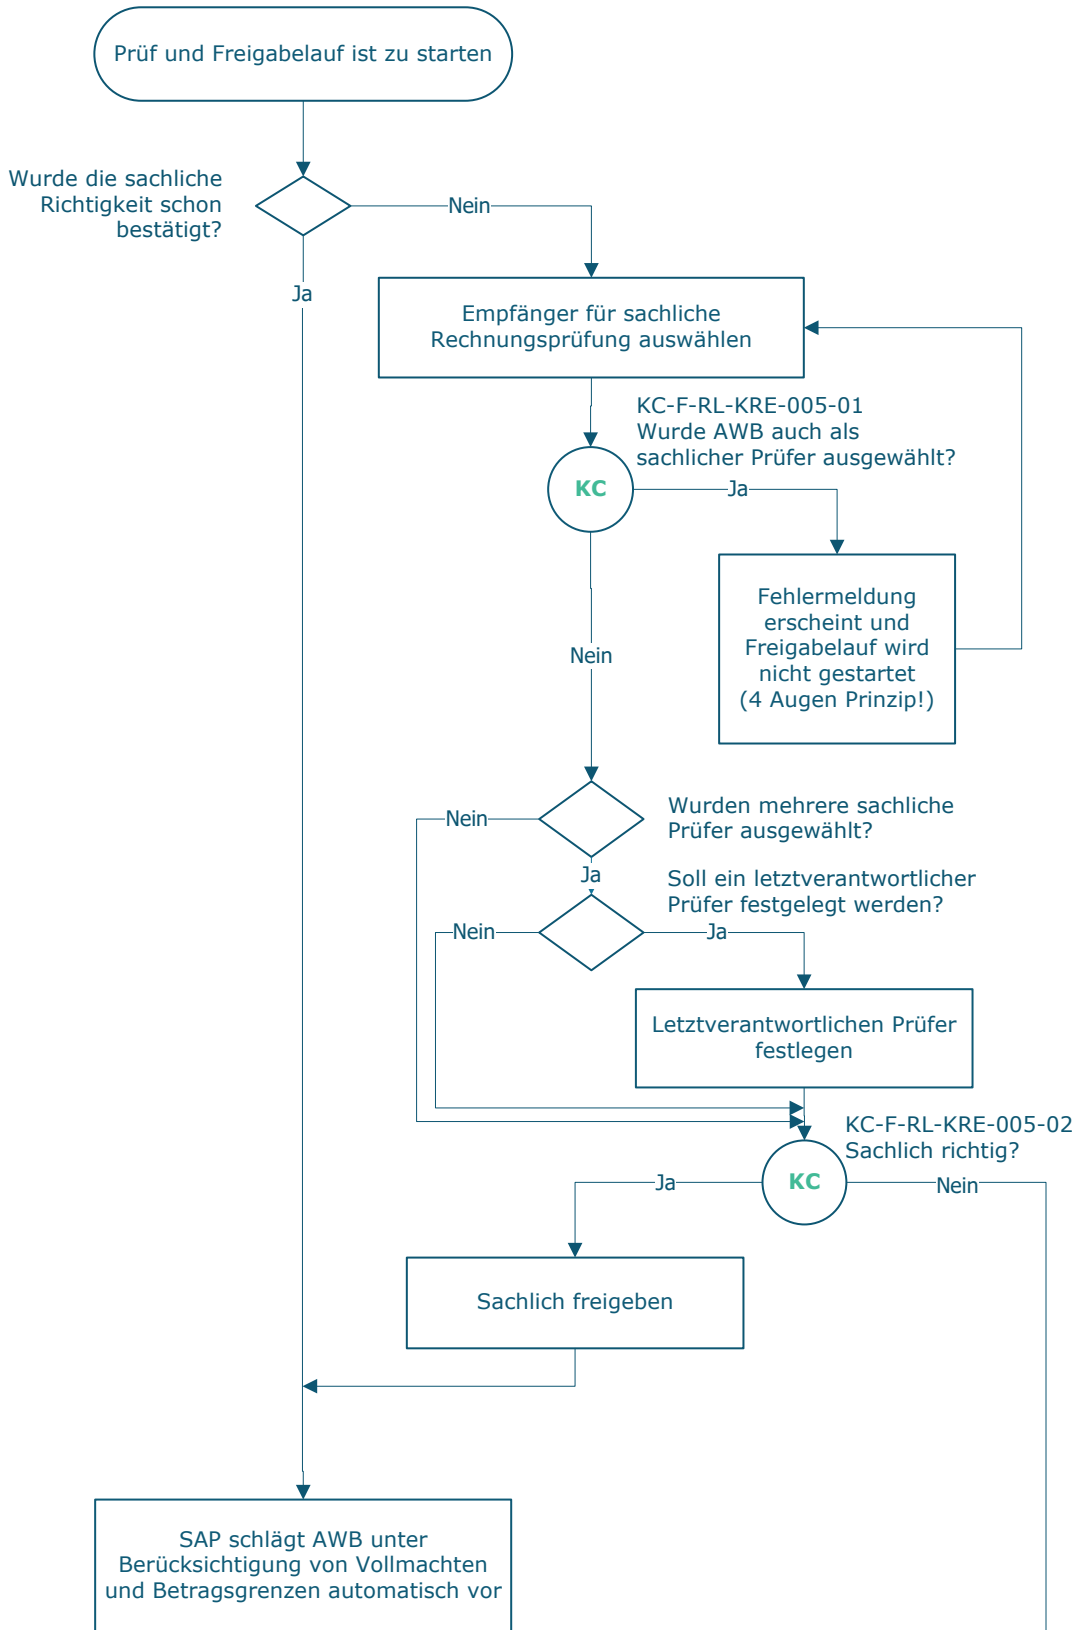 Prüf und Freigabelauf ist zu starten
Wurde die sachliche
Richtigkeit schon
bestätigt?
Nein
Ja
Empfänger für sachliche
Rechnungsprüfung auswählen
KC-F-RL-KRE-005-01
Wurde AWB auch als
sachlicher Prüfer ausgewählt?
KC
Ja
Fehlermeldung
erscheint und
Freigabelauf wird
nicht gestartet
(4 Augen Prinzip!)
Nein
Wurden mehrere sachliche
Prüfer ausgewählt?
Nein
Ja
Soll ein letztverantwortlicher
Prüfer festgelegt werden?
Nein
Ja
Letztverantwortlichen Prüfer
festlegen
KC-F-RL-KRE-005-02
Sachlich richtig?
KC
Ja
Nein
Sachlich freigeben
SAP schlägt AWB unter
Berücksichtigung von Vollmachten
und Betragsgrenzen automatisch vor